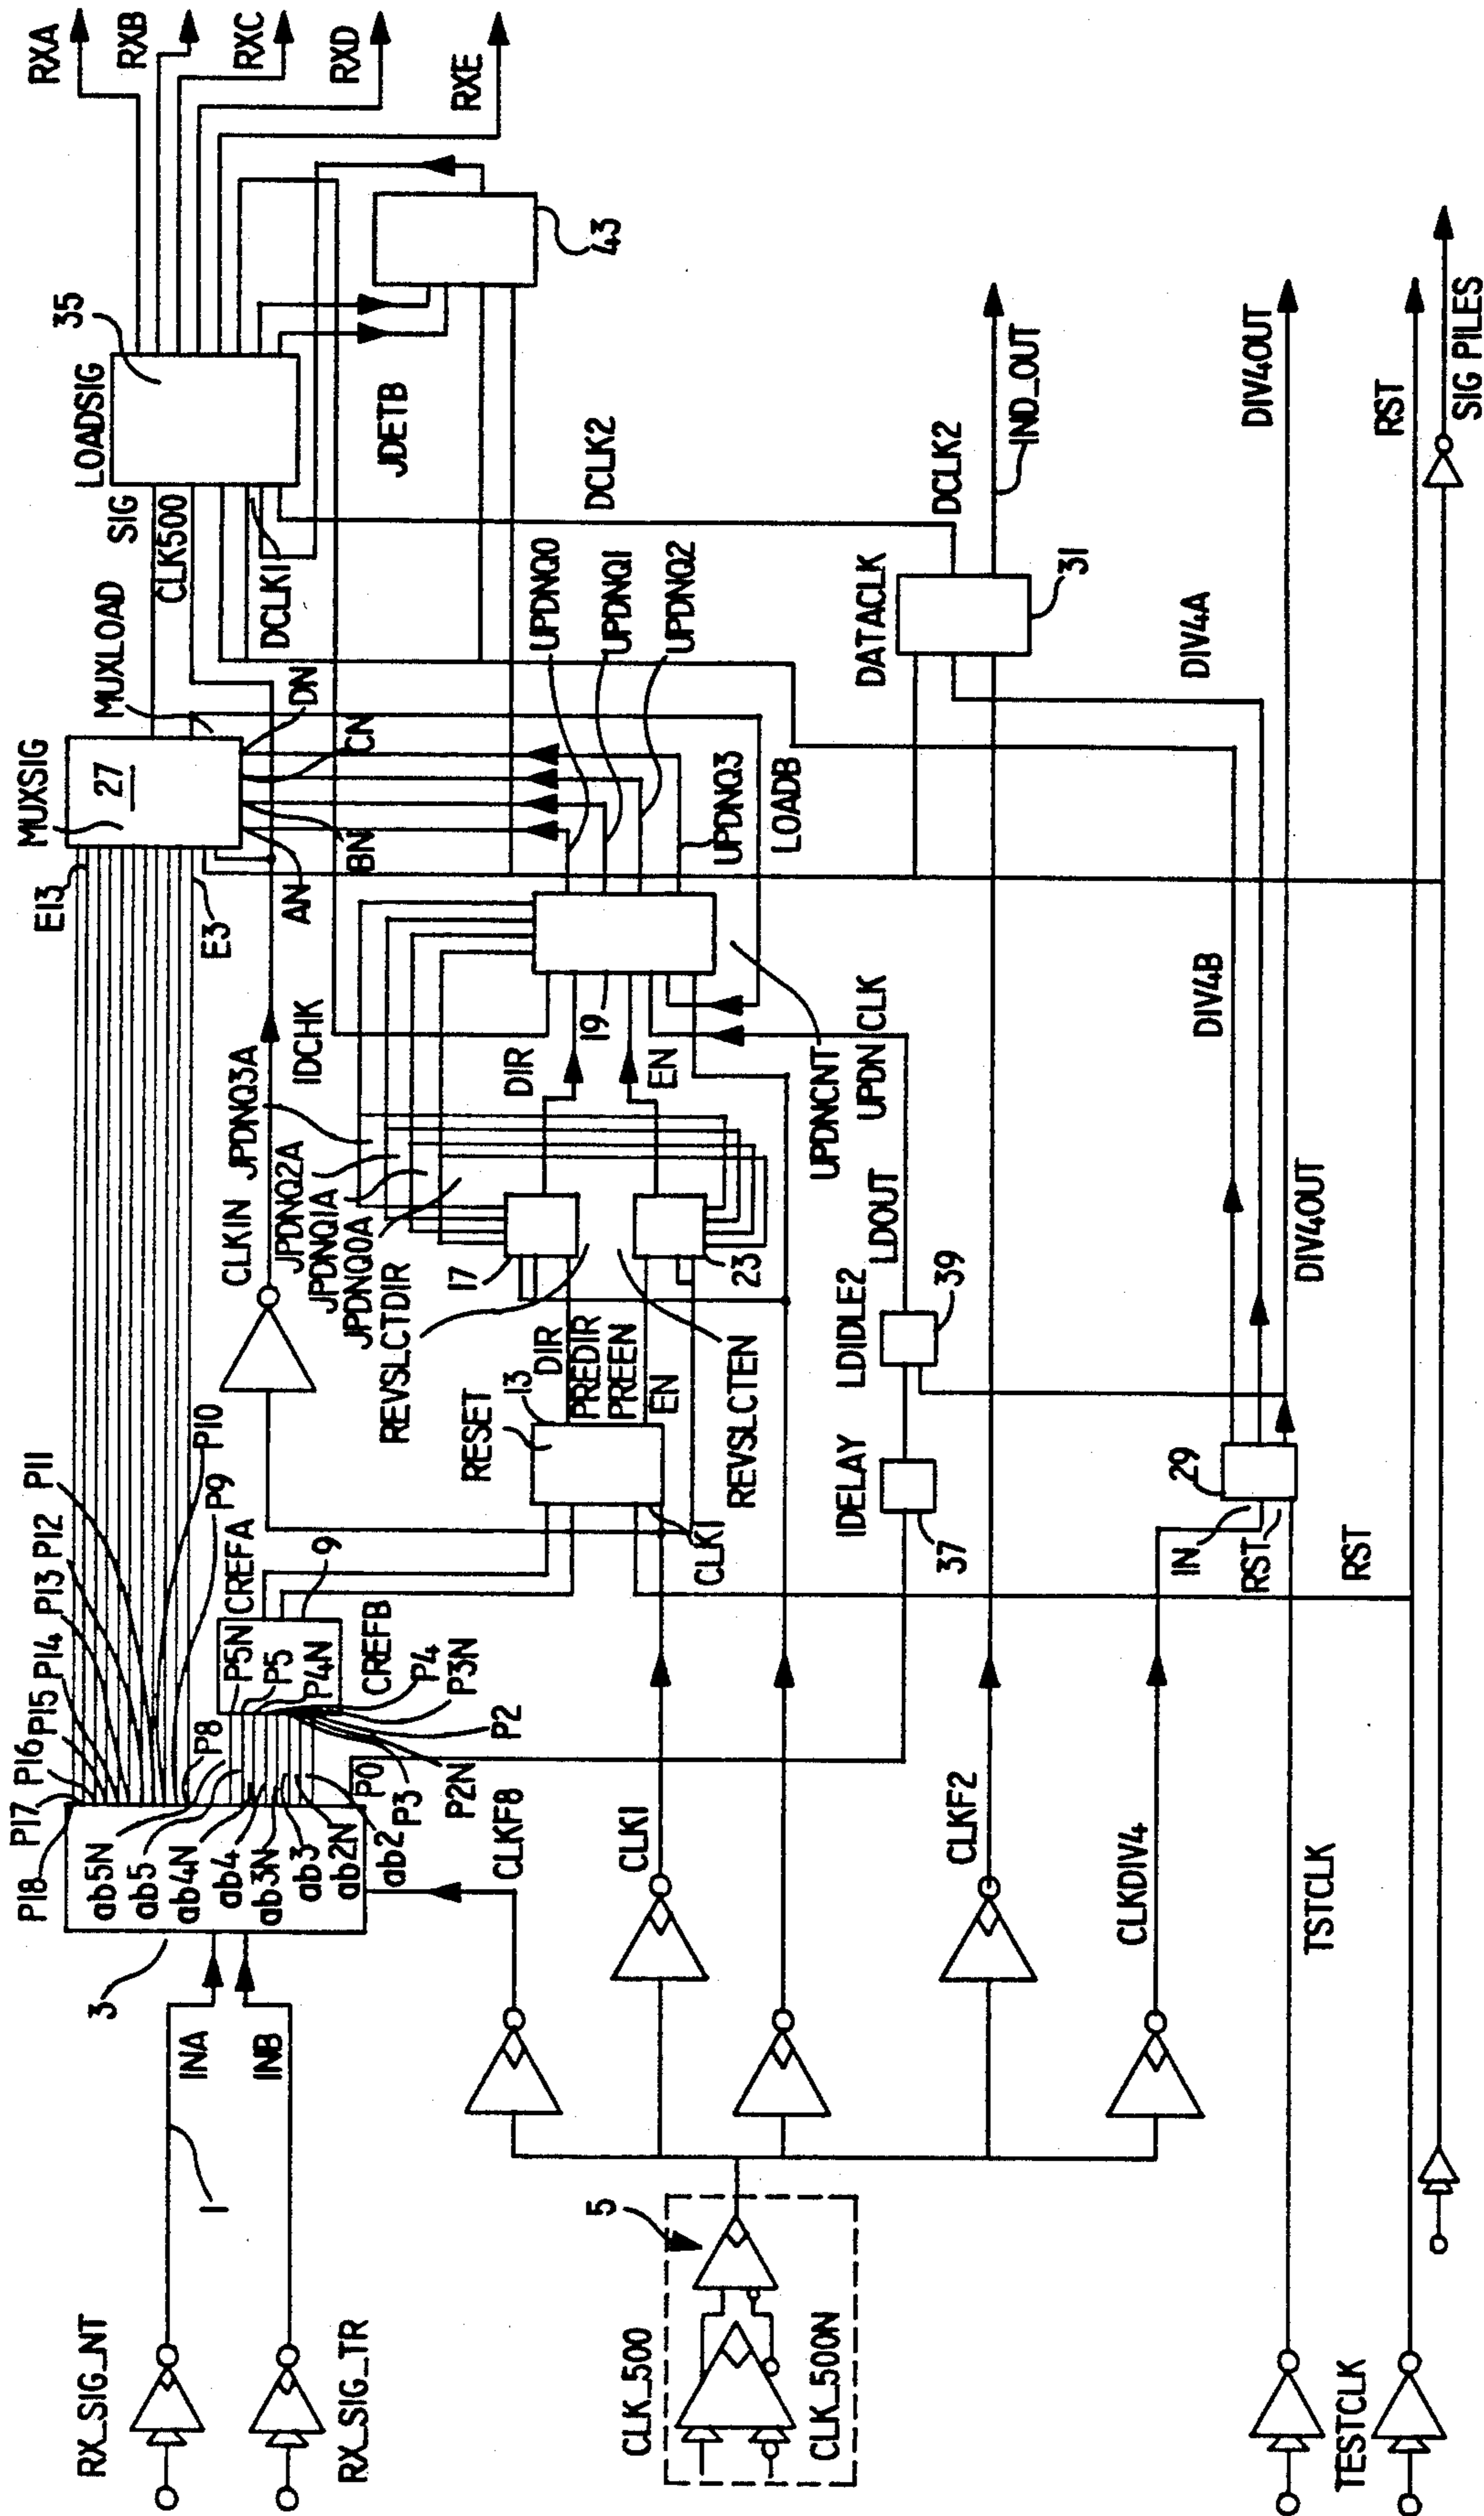 RX_SIG_NT
RX_SIG_TR
1
INA
INB
3
P18
P17
P16
P15
P14
P13
P12
P11
P10
P9
P8
ab5N
ab5
ab4N
ab4
ab3N
ab3
ab2N
ab2
P0
P5N
P5
P4N
CREFA
9
CREFB
P4
P3N
P2
P3
P2N
CLK_500
CLK_500N
5
CLKF8
CLK1
CLKF2
CLKDIV4
TESTCLK
TSTCLK
RST
CLKIN
RESET
13
DIR
PREDIR
PREEN
EN
CLK1
REVSLCTDIR
REVSLCTEN
17
23
JPDNQ3A
JPDNQ2A
JPDNQ1A
JPDNQ0A
IDCHK
DIR
EN
19
UPDNCNT
UPDN CLK
IDELAY
37
LDIDLE2
39
LDOUT
IN
RST
29
DIV4OUT
DIV4B
DIV4A
E13
E3
MUXSIG
27
MUXLOAD
AN
BN
CN
DN
UPDNQ0
UPDNQ1
UPDNQ2
UPDNQ3
LOADB
SIG
CLK500
DCLK1
LOADSIG
35
JDETB
43
DCLK2
DATACLK
31
DCLK2
IND_OUT
DIV4OUT
RST
SIG PILES
RXA
RXB
RXC
RXD
RXE